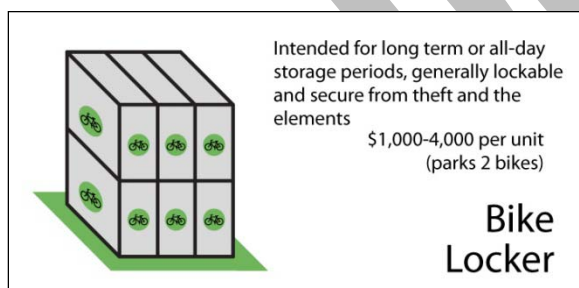 Intended for long term or all-day
storage periods, generally lockable
and secure from theft and the
elements
$1,000-4,000 per unit
(parks 2 bikes)
Bike
Locker